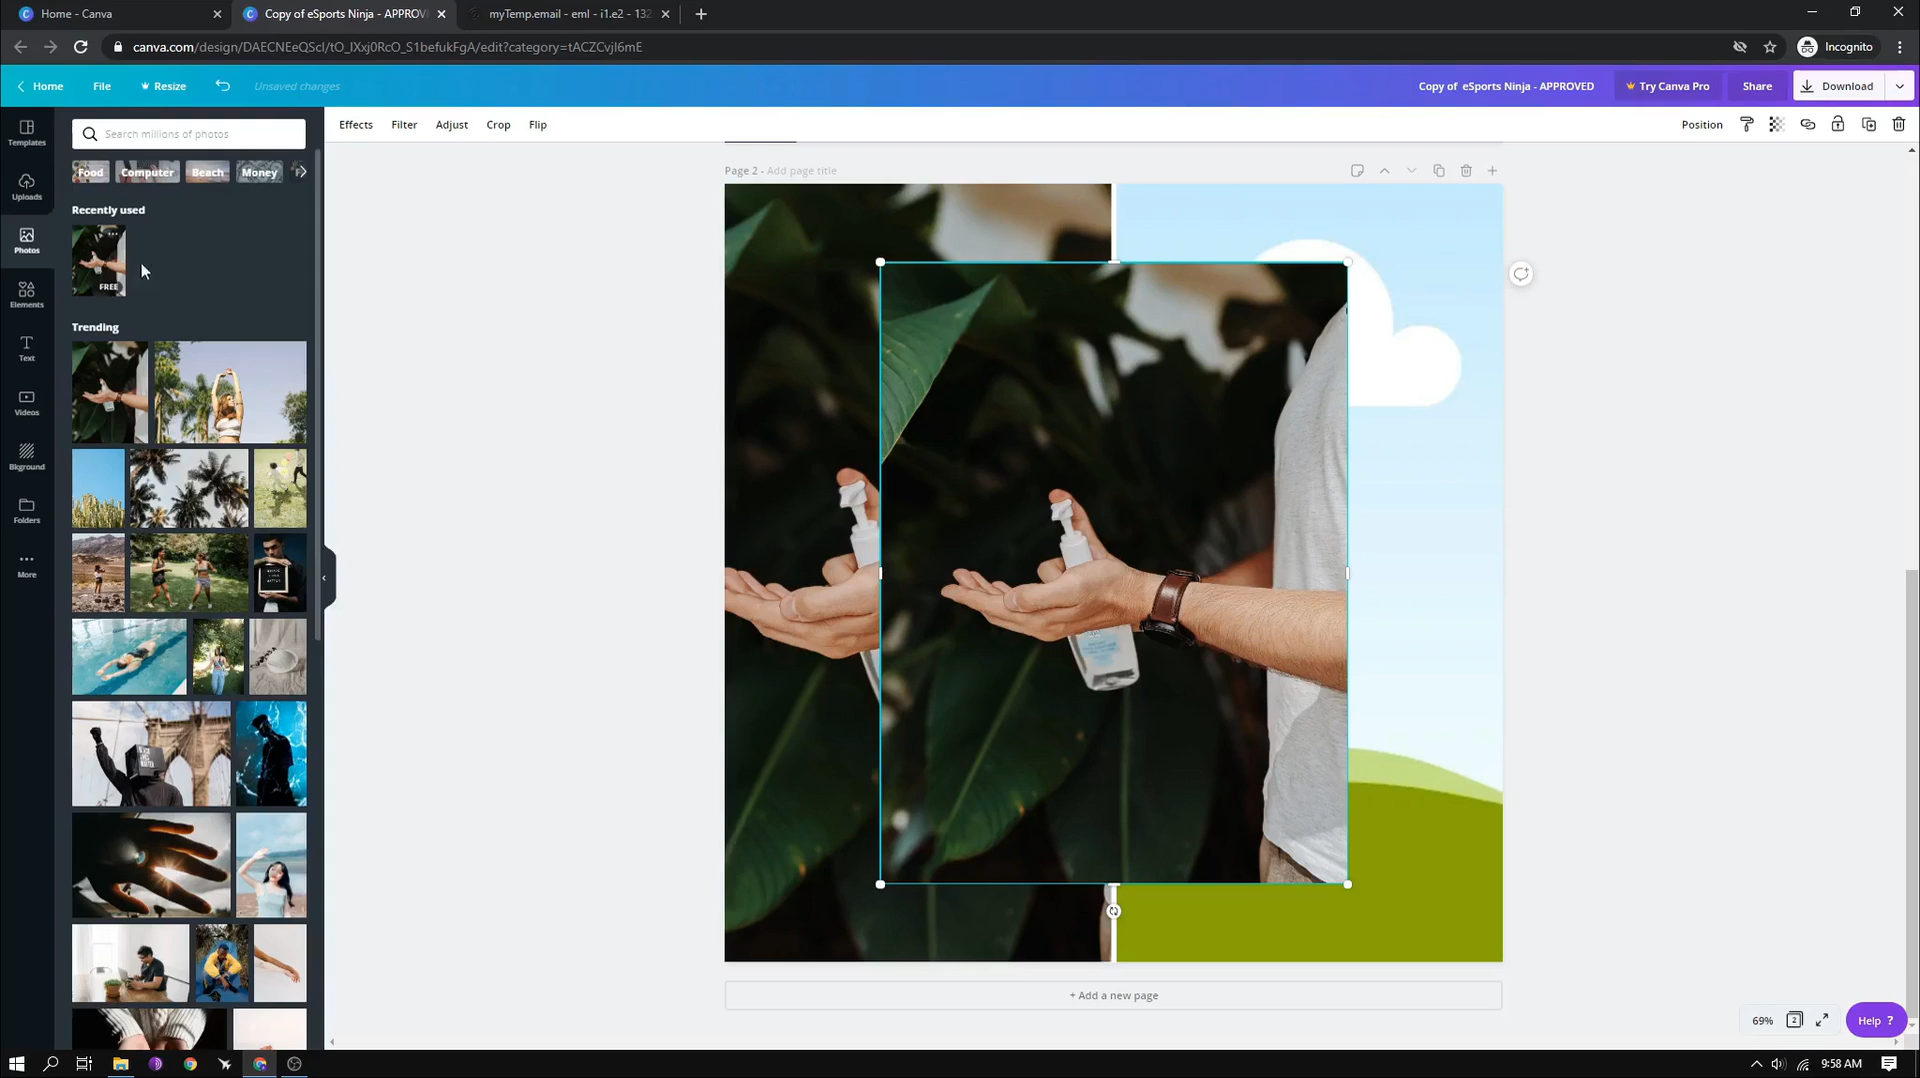 Home - Canva
Copy of eSports Ninja - APPROV
myTemp.email - eml - i1.e2 - 132
canva.com/design/DAECNEeQScI/tO_IXxj0RcO_S1befukFgA/edit?category=tACZCvjI6mE
Incognito
Home
File
Resize
Unsaved changes
Copy of eSports Ninja - APPROVED
Try Canva Pro
Share
Download
Templates
Uploads
Photos
Elements
Text
Videos
Bkground
Folders
More
Search millions of photos
Food
Computer
Beach
Money
Recently used
FREE
Trending
Effects
Filter
Adjust
Crop
Flip
Position
Page 2 - Add page title
+ Add a new page
69%
2
Help ?
9:58 AM